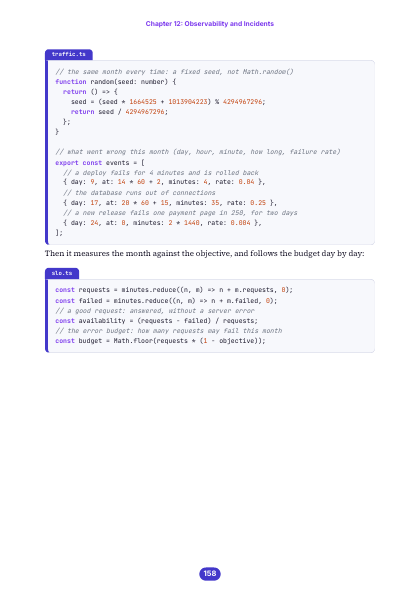 Chapter 12: Observability and Incidents
traffic.ts
// the same month every time: a fixed seed, not Math.random()
function random(seed: number) {
  return () => {
    seed = (seed * 1664525 + 1013904223) % 4294967296;
    return seed / 4294967296;
  };
}

// what went wrong this month (day, hour, minute, how long, failure rate)
export const events = [
  // a deploy fails for 4 minutes and is rolled back
  { day: 9, at: 14 * 60 + 2, minutes: 4, rate: 0.04 },
  // the database runs out of connections
  { day: 17, at: 20 * 60 + 15, minutes: 35, rate: 0.25 },
  // a new release fails one payment page in 250, for two days
  { day: 24, at: 0, minutes: 2 * 1440, rate: 0.004 },
];
Then it measures the month against the objective, and follows the budget day by day:
slo.ts
const requests = minutes.reduce((n, m) => n + m.requests, 0);
const failed = minutes.reduce((n, m) => n + m.failed, 0);
// a good request: answered, without a server error
const availability = (requests - failed) / requests;
// the error budget: how many requests may fail this month
const budget = Math.floor(requests * (1 - objective));
158